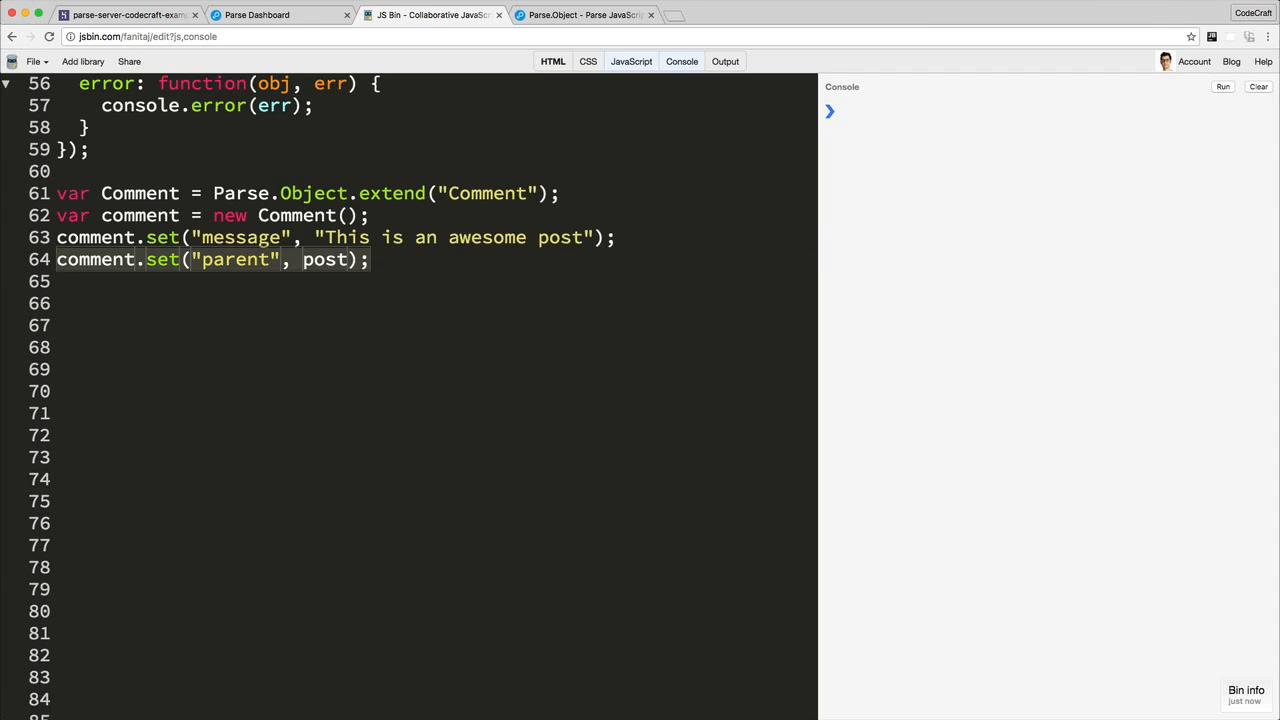 parse-server-codecraft-examp
Parse Dashboard
JS Bin - Collaborative JavaSc
Parse.Object - Parse JavaScri
CodeCraft
jsbin.com/fanitaj/edit?js,console
File
Add library
Share
HTML
CSS
JavaScript
Console
Output
Account
Blog
Help
56 error: function(obj, err) {
57 console.error(err);
58 }
59 });
60
61 var Comment = Parse.Object.extend("Comment");
62 var comment = new Comment();
63 comment.set("message", "This is an awesome post");
64 comment.set("parent", post);
65
66
67
68
69
70
71
72
73
74
75
76
77
78
79
80
81
82
83
84
85
Console
Run
Clear
Bin info
just now